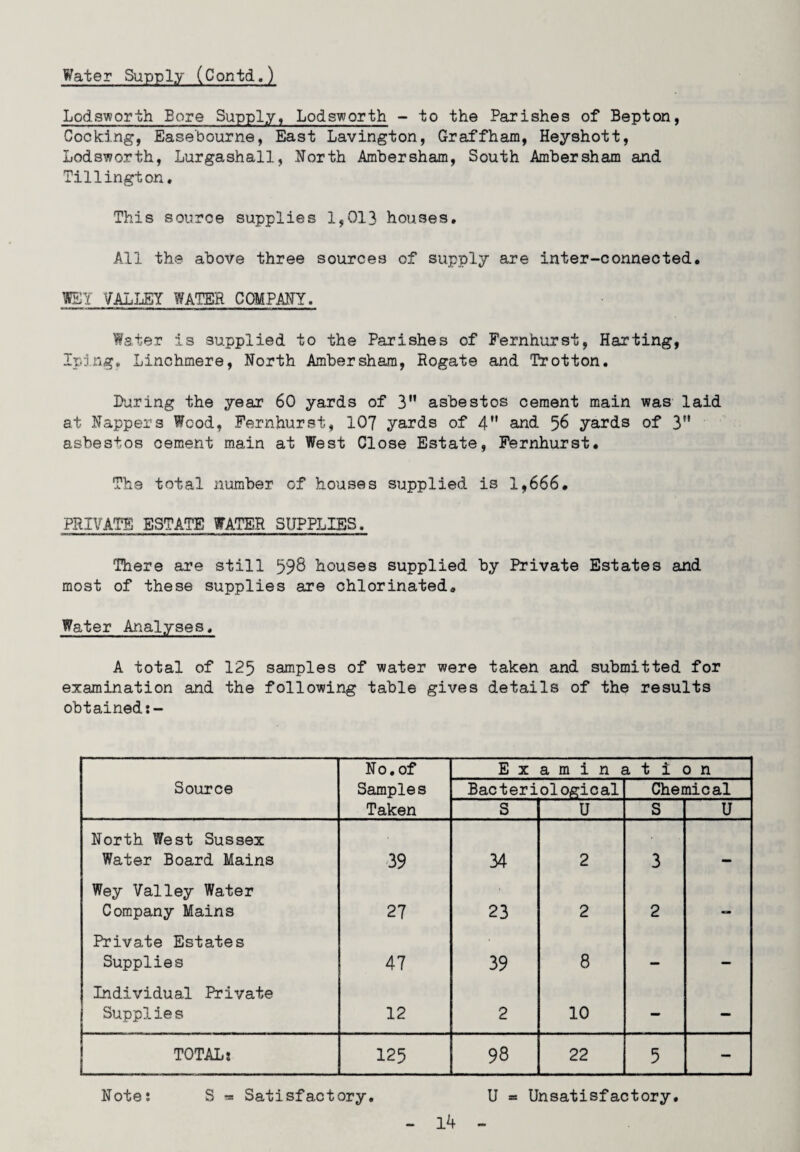 Water Supply (Contd.)
Lodsworth Bore Supply, Lodsworth - to the Parishes of Bepton,
Cocking, Easebourne, East Lavington, Graffham, Heyshott,
Lodsworth, Lurgashall, North Ambersham, South Ambersham and
Tillington.
This source supplies 1,013 houses.
All the above three sources of supply are inter-connected.
WEY VALLEY WATER COMPANY.
Water is supplied to the Parishes of Fernhurst, Harting,
Iping, Linchmere, North Ambersham, Rogate and Trotton.
During the year 60 yards of 3" asbestos cement main was laid
at Nappers Wood, Fernhurst, 107 yards of 4" and 56 yards of 3"
asbestos cement main at West Close Estate, Fernhurst.
The total number of houses supplied is 1,666.
PRIVATE ESTATE WATER SUPPLIES.
There are still 598 houses supplied by Private Estates and
most of these supplies are chlorinated.
Water Analyses.
A total of 125 samples of water were taken and submitted for
examination and the following table gives details of the results
obtained:-
Source No.of Samples Taken Examination
Bacteriological Chemical
S U S U
North West Sussex
Water Board Mains 39 34 2 3 -
Wey Valley Water
Company Mains 27 23 2 2 -
Private Estates
Supplies 47 39 8 - -
Individual Private
Supplies 12 2 10 - -
TOTAL: 125 98 22 5 -
Note: S = Satisfactory. U = Unsatisfactory.
- 14 -